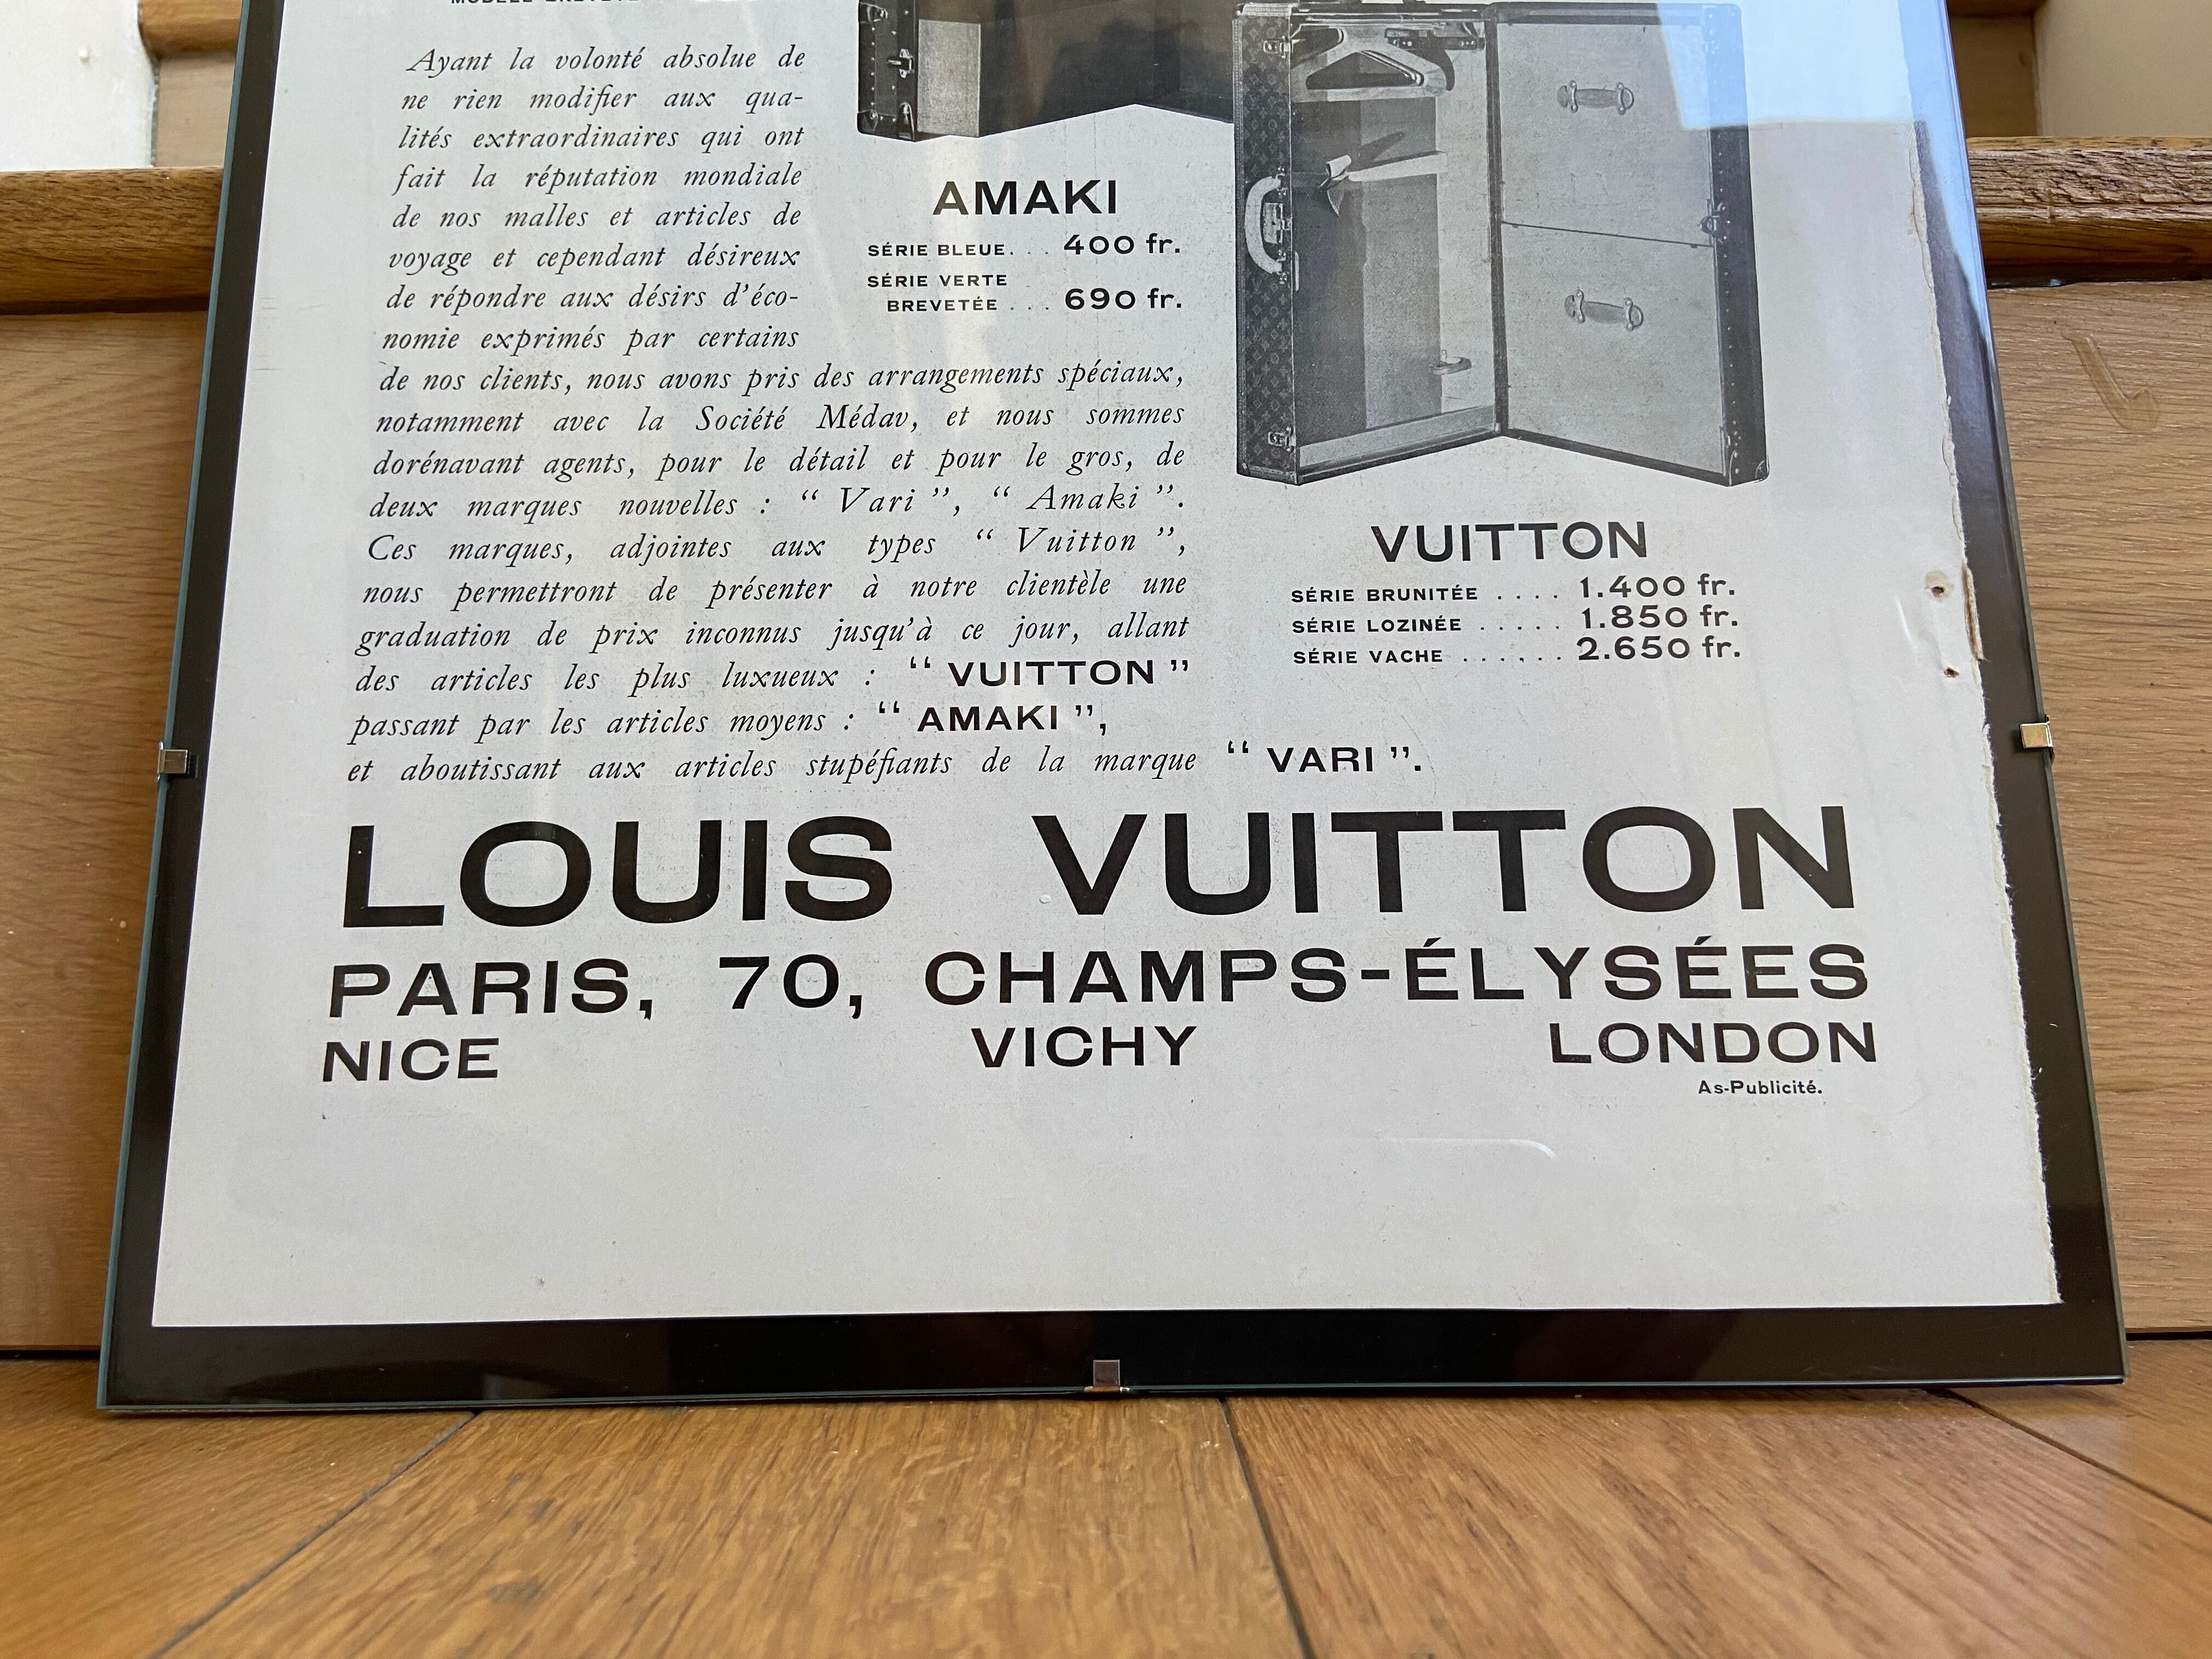 MODÈLE BREVETÉ
Ayant la volonté absolue de
ne rien modifier aux qua-
lités extraordinaires qui ont
fait la réputation mondiale
de nos malles et articles de
voyage et cependant désireux
de répondre aux désirs d'éco-
nomie exprimés par certains
de nos clients, nous avons pris des arrangements spéciaux,
notamment avec la Société Médav, et nous sommes
dorénavant agents, pour le détail et pour le gros, de
deux marques nouvelles : “ Vari ”, “ Amaki ”.
Ces marques, adjointes aux types “ Vuitton ”,
nous permettront de présenter à notre clientèle une
graduation de prix inconnus jusqu'à ce jour, allant
des articles les plus luxueux : “ VUITTON ”
passant par les articles moyens : “ AMAKI ”,
et aboutissant aux articles stupéfiants de la marque “ VARI ”.
AMAKI
SÉRIE BLEUE. . . 400 fr.
SÉRIE VERTE
BREVETÉE . . . 690 fr.
VUITTON
SÉRIE BRUNITÉE . . . . 1.400 fr.
SÉRIE LOZINÉE . . . . . 1.850 fr.
SÉRIE VACHE . . . . . . 2.650 fr.
LOUIS VUITTON
PARIS, 70, CHAMPS-ÉLYSÉES
NICE VICHY LONDON
As-Publicité.